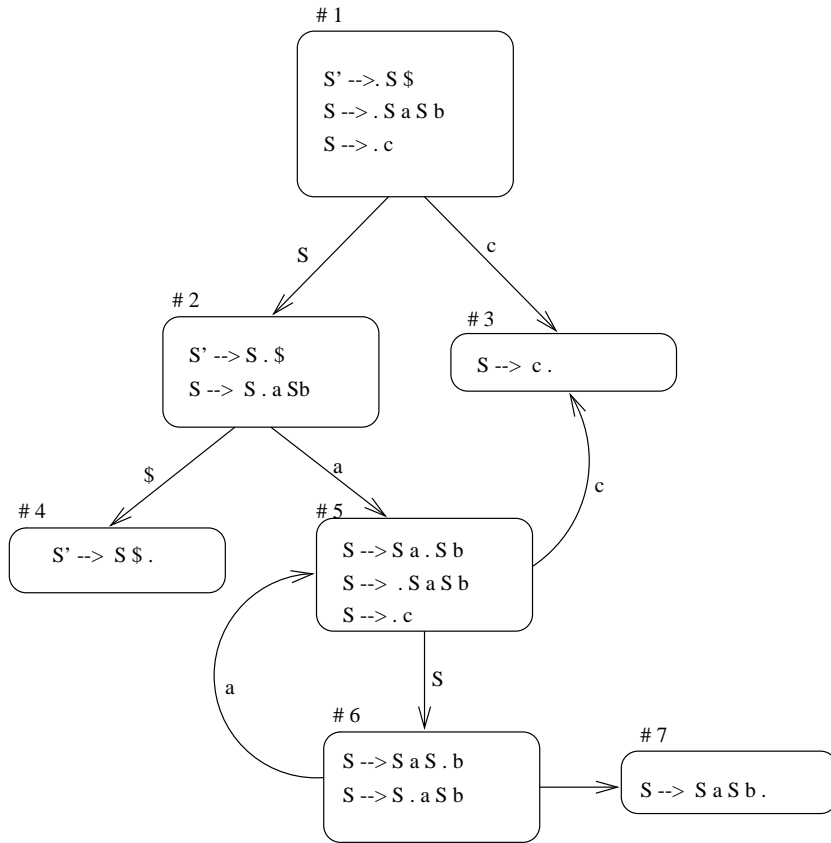 # 1
S' -->. S $
S --> . S a S b
S --> . c
S
c
# 2
S' --> S . $
S --> S . a Sb
# 3
S --> c .
$
a
c
# 4
S' --> S $ .
# 5
S --> S a . S b
S --> . S a S b
S --> . c
a
S
# 6
S --> S a S . b
S --> S . a S b
# 7
S --> S a S b .